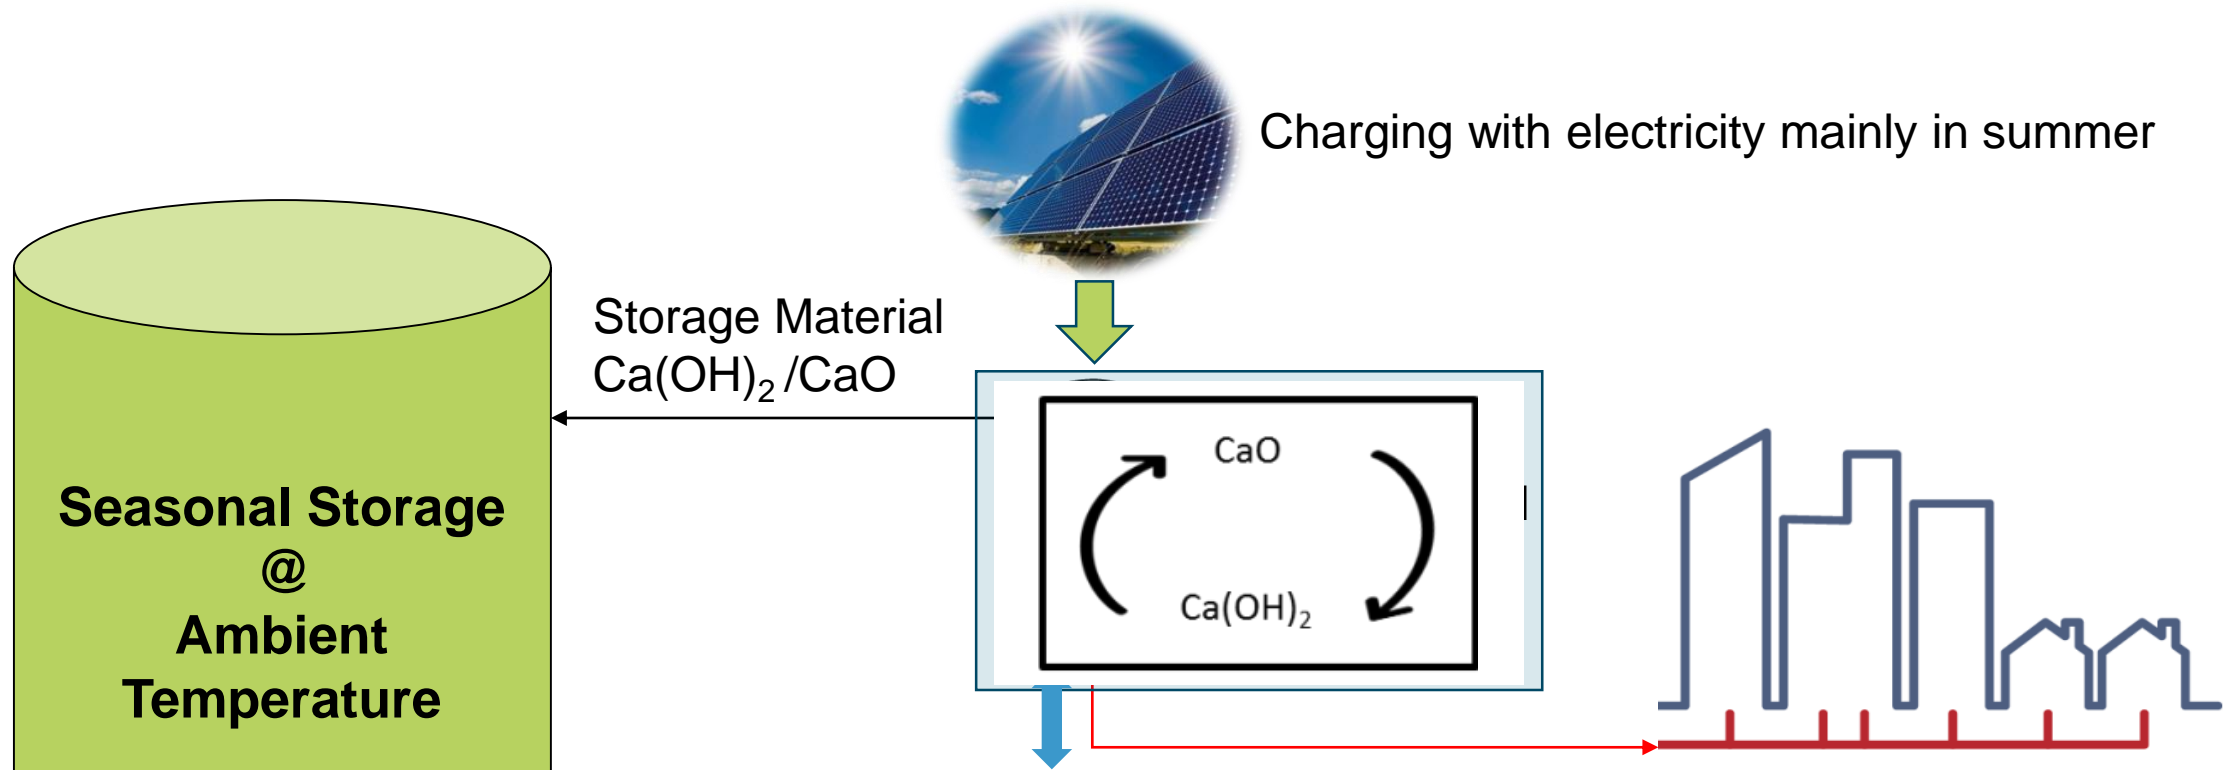 Charging with electricity mainly in summer
Storage Material
Ca(OH)₂ /CaO
CaO
Ca(OH)₂
Seasonal Storage
@
Ambient
Temperature